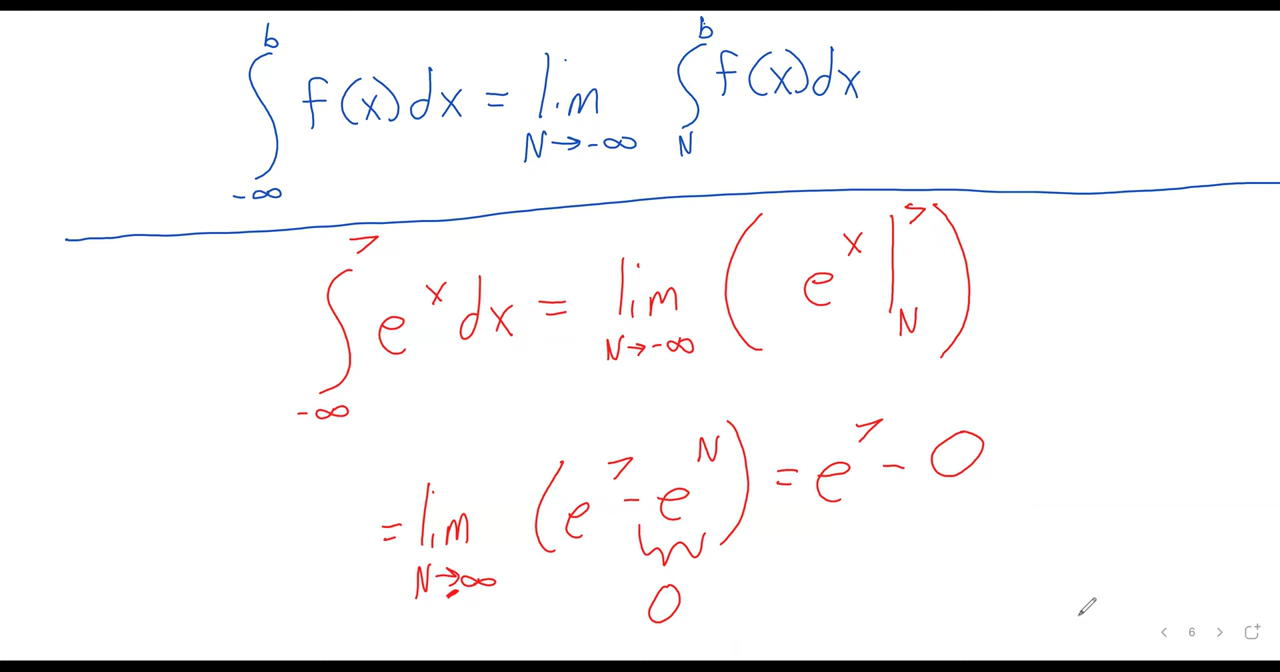 ∫_{-∞}^{b} f(x)dx = lim_{N→-∞} ∫_{N}^{b} f(x)dx
∫_{-∞}^{7} e^x dx = lim_{N→-∞} ( e^x |_{N}^{7} )
= lim_{N→-∞} ( e^7 - e^N ) = e^7 - 0
0
6